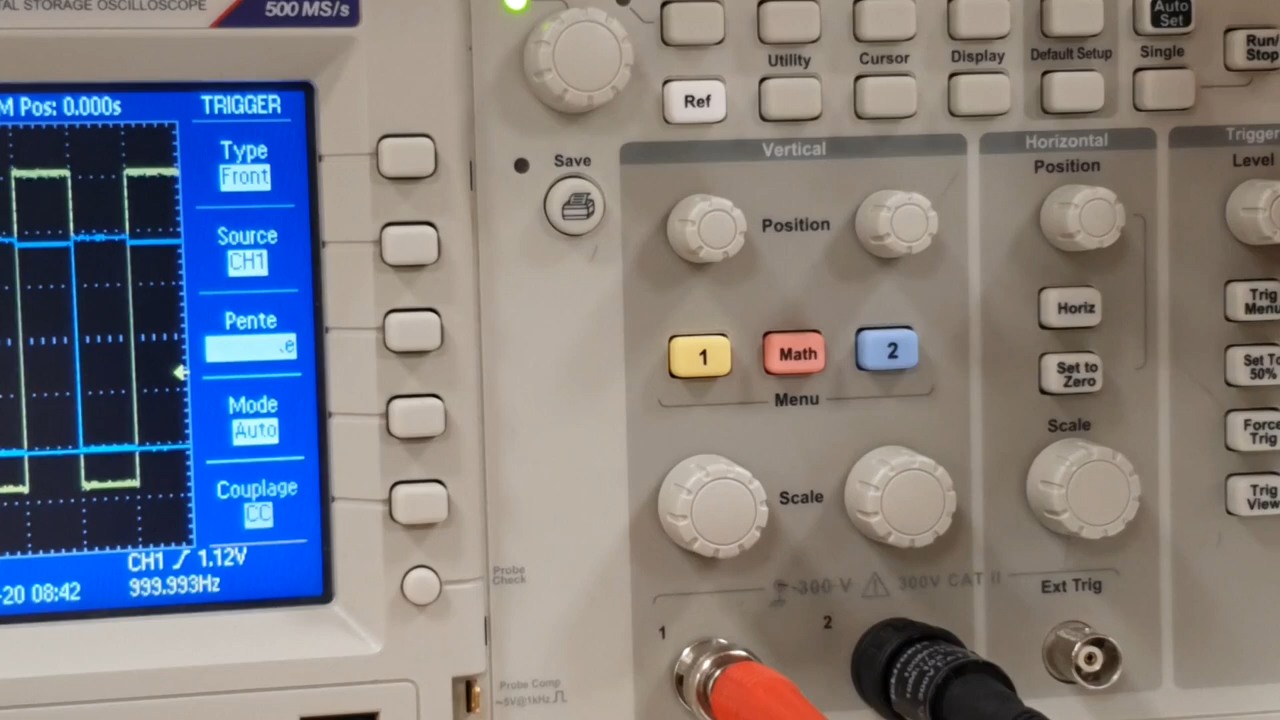 TAL STORAGE OSCILLOSCOPE
500 MS/s
M Pos: 0.000s
TRIGGER
Type
Front
Source
CH1
Pente
Mode
Auto
Couplage
CC
CH1 1.12V
-20 08:42
999.993Hz
Utility
Cursor
Display
Default Setup
Auto
Set
Single
Run/
Stop
Ref
Save
Vertical
Position
1
Math
2
Menu
Scale
Horizontal
Position
Horiz
Set to
Zero
Scale
Trigger
Level
Trig
Menu
Set To
50%
Force
Trig
Trig
View
Probe
Check
300 V
300V CAT II
Ext Trig
1
2
Probe Comp
~5V@1kHz